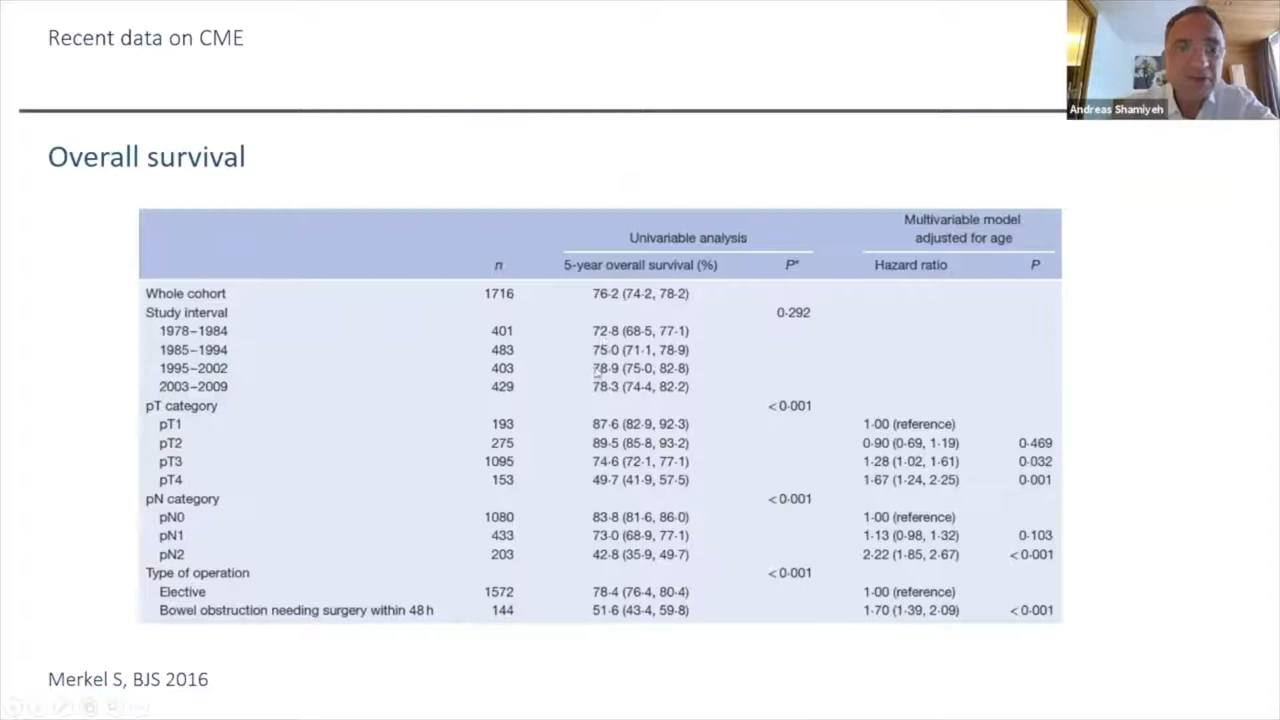 Recent data on CME
Andreas Shamiyeh
Overall survival
Multivariable model
Univariable analysis adjusted for age
n 5-year overall survival (%) P* Hazard ratio P
Whole cohort 1716 76·2 (74·2, 78·2)
Study interval 0·292
1978–1984 401 72·8 (68·5, 77·1)
1985–1994 483 75·0 (71·1, 78·9)
1995–2002 403 78·9 (75·0, 82·8)
2003–2009 429 78·3 (74·4, 82·2)
pT category <0·001
pT1 193 87·6 (82·9, 92·3) 1·00 (reference)
pT2 275 89·5 (85·8, 93·2) 0·90 (0·69, 1·19) 0·469
pT3 1095 74·6 (72·1, 77·1) 1·28 (1·02, 1·61) 0·032
pT4 153 49·7 (41·9, 57·5) 1·67 (1·24, 2·25) 0·001
pN category <0·001
pN0 1080 83·8 (81·6, 86·0) 1·00 (reference)
pN1 433 73·0 (68·9, 77·1) 1·13 (0·98, 1·32) 0·103
pN2 203 42·8 (35·9, 49·7) 2·22 (1·85, 2·67) <0·001
Type of operation <0·001
Elective 1572 78·4 (76·4, 80·4) 1·00 (reference)
Bowel obstruction needing surgery within 48 h 144 51·6 (43·4, 59·8) 1·70 (1·39, 2·09) <0·001
Merkel S, BJS 2016